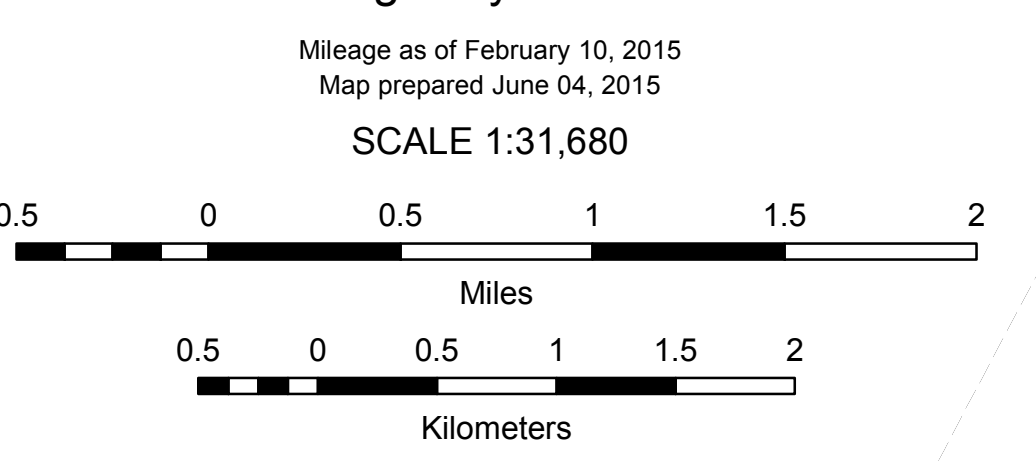 Mileage as of February 10, 2015
Map prepared June 04, 2015
SCALE 1:31,680
0.5 0 0.5 1 1.5 2
Miles
0.5 0 0.5 1 1.5 2
Kilometers